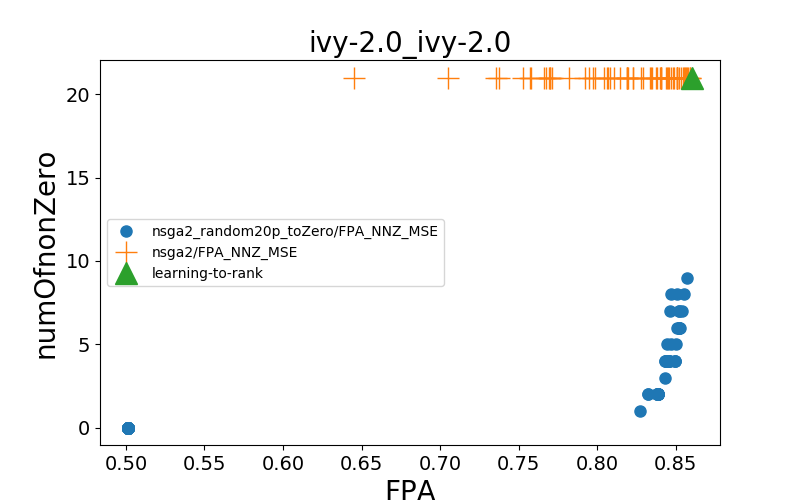 ivy-2.0_ivy-2.0
numOfnonZero
20
15
10
5
0
nsga2_random20p_toZero/FPA_NNZ_MSE
nsga2/FPA_NNZ_MSE
learning-to-rank
0.50 0.55 0.60 0.65 0.70 0.75 0.80 0.85
FPA